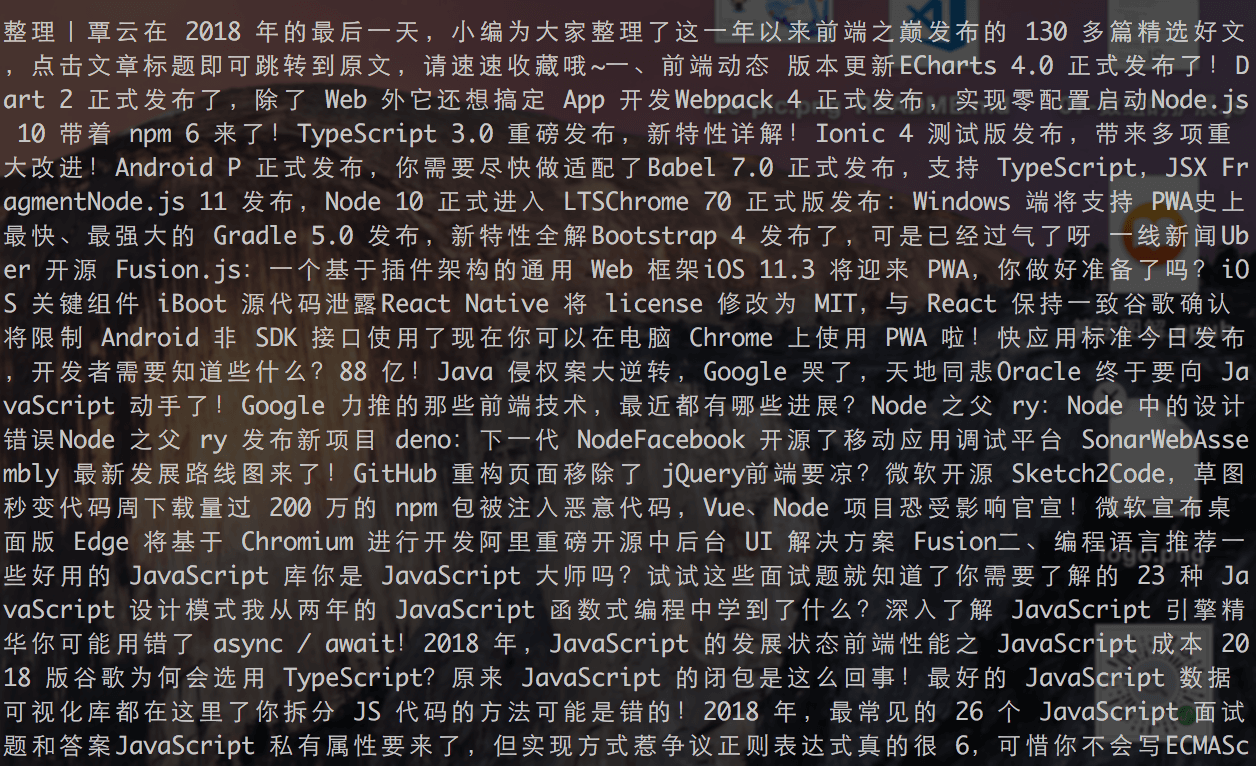 整理丨覃云在 2018 年的最后一天，小编为大家整理了这一年以来前端之巅发布的 130 多篇精选好文
，点击文章标题即可跳转到原文，请速速收藏哦~一、前端动态 版本更新ECharts 4.0 正式发布了！D
art 2 正式发布了，除了 Web 外它还想搞定 App 开发Webpack 4 正式发布，实现零配置启动Node.js
 10 带着 npm 6 来了！TypeScript 3.0 重磅发布，新特性详解！Ionic 4 测试版发布，带来多项重
大改进！Android P 正式发布，你需要尽快做适配了Babel 7.0 正式发布，支持 TypeScript，JSX Fr
agmentNode.js 11 发布，Node 10 正式进入 LTSChrome 70 正式版发布：Windows 端将支持 PWA史上
最快、最强大的 Gradle 5.0 发布，新特性全解Bootstrap 4 发布了，可是已经过气了呀 一线新闻Ub
er 开源 Fusion.js：一个基于插件架构的通用 Web 框架iOS 11.3 将迎来 PWA，你做好准备了吗？iO
S 关键组件 iBoot 源代码泄露React Native 将 license 修改为 MIT，与 React 保持一致谷歌确认
将限制 Android 非 SDK 接口使用了现在你可以在电脑 Chrome 上使用 PWA 啦！快应用标准今日发布
，开发者需要知道些什么？88 亿！Java 侵权案大逆转，Google 哭了，天地同悲Oracle 终于要向 Ja
vaScript 动手了！Google 力推的那些前端技术，最近都有哪些进展？Node 之父 ry：Node 中的设计
错误Node 之父 ry 发布新项目 deno：下一代 NodeFacebook 开源了移动应用调试平台 SonarWebAsse
mbly 最新发展路线图来了！GitHub 重构页面移除了 jQuery前端要凉？微软开源 Sketch2Code，草图
秒变代码周下载量过 200 万的 npm 包被注入恶意代码，Vue、Node 项目恐受影响官宣！微软宣布桌
面版 Edge 将基于 Chromium 进行开发阿里重磅开源中后台 UI 解决方案 Fusion二、编程语言推荐一
些好用的 JavaScript 库你是 JavaScript 大师吗？试试这些面试题就知道了你需要了解的 23 种 Ja
vaScript 设计模式我从两年的 JavaScript 函数式编程中学到了什么？深入了解 JavaScript 引擎精
华你可能用错了 async / await！2018 年，JavaScript 的发展状态前端性能之 JavaScript 成本 20
18 版谷歌为何会选用 TypeScript？原来 JavaScript 的闭包是这么回事！最好的 JavaScript 数据
可视化库都在这里了你拆分 JS 代码的方法可能是错的！2018 年，最常见的 26 个 JavaScript 面试
题和答案JavaScript 私有属性要来了，但实现方式惹争议正则表达式真的很 6，可惜你不会写ECMASc
logo.png